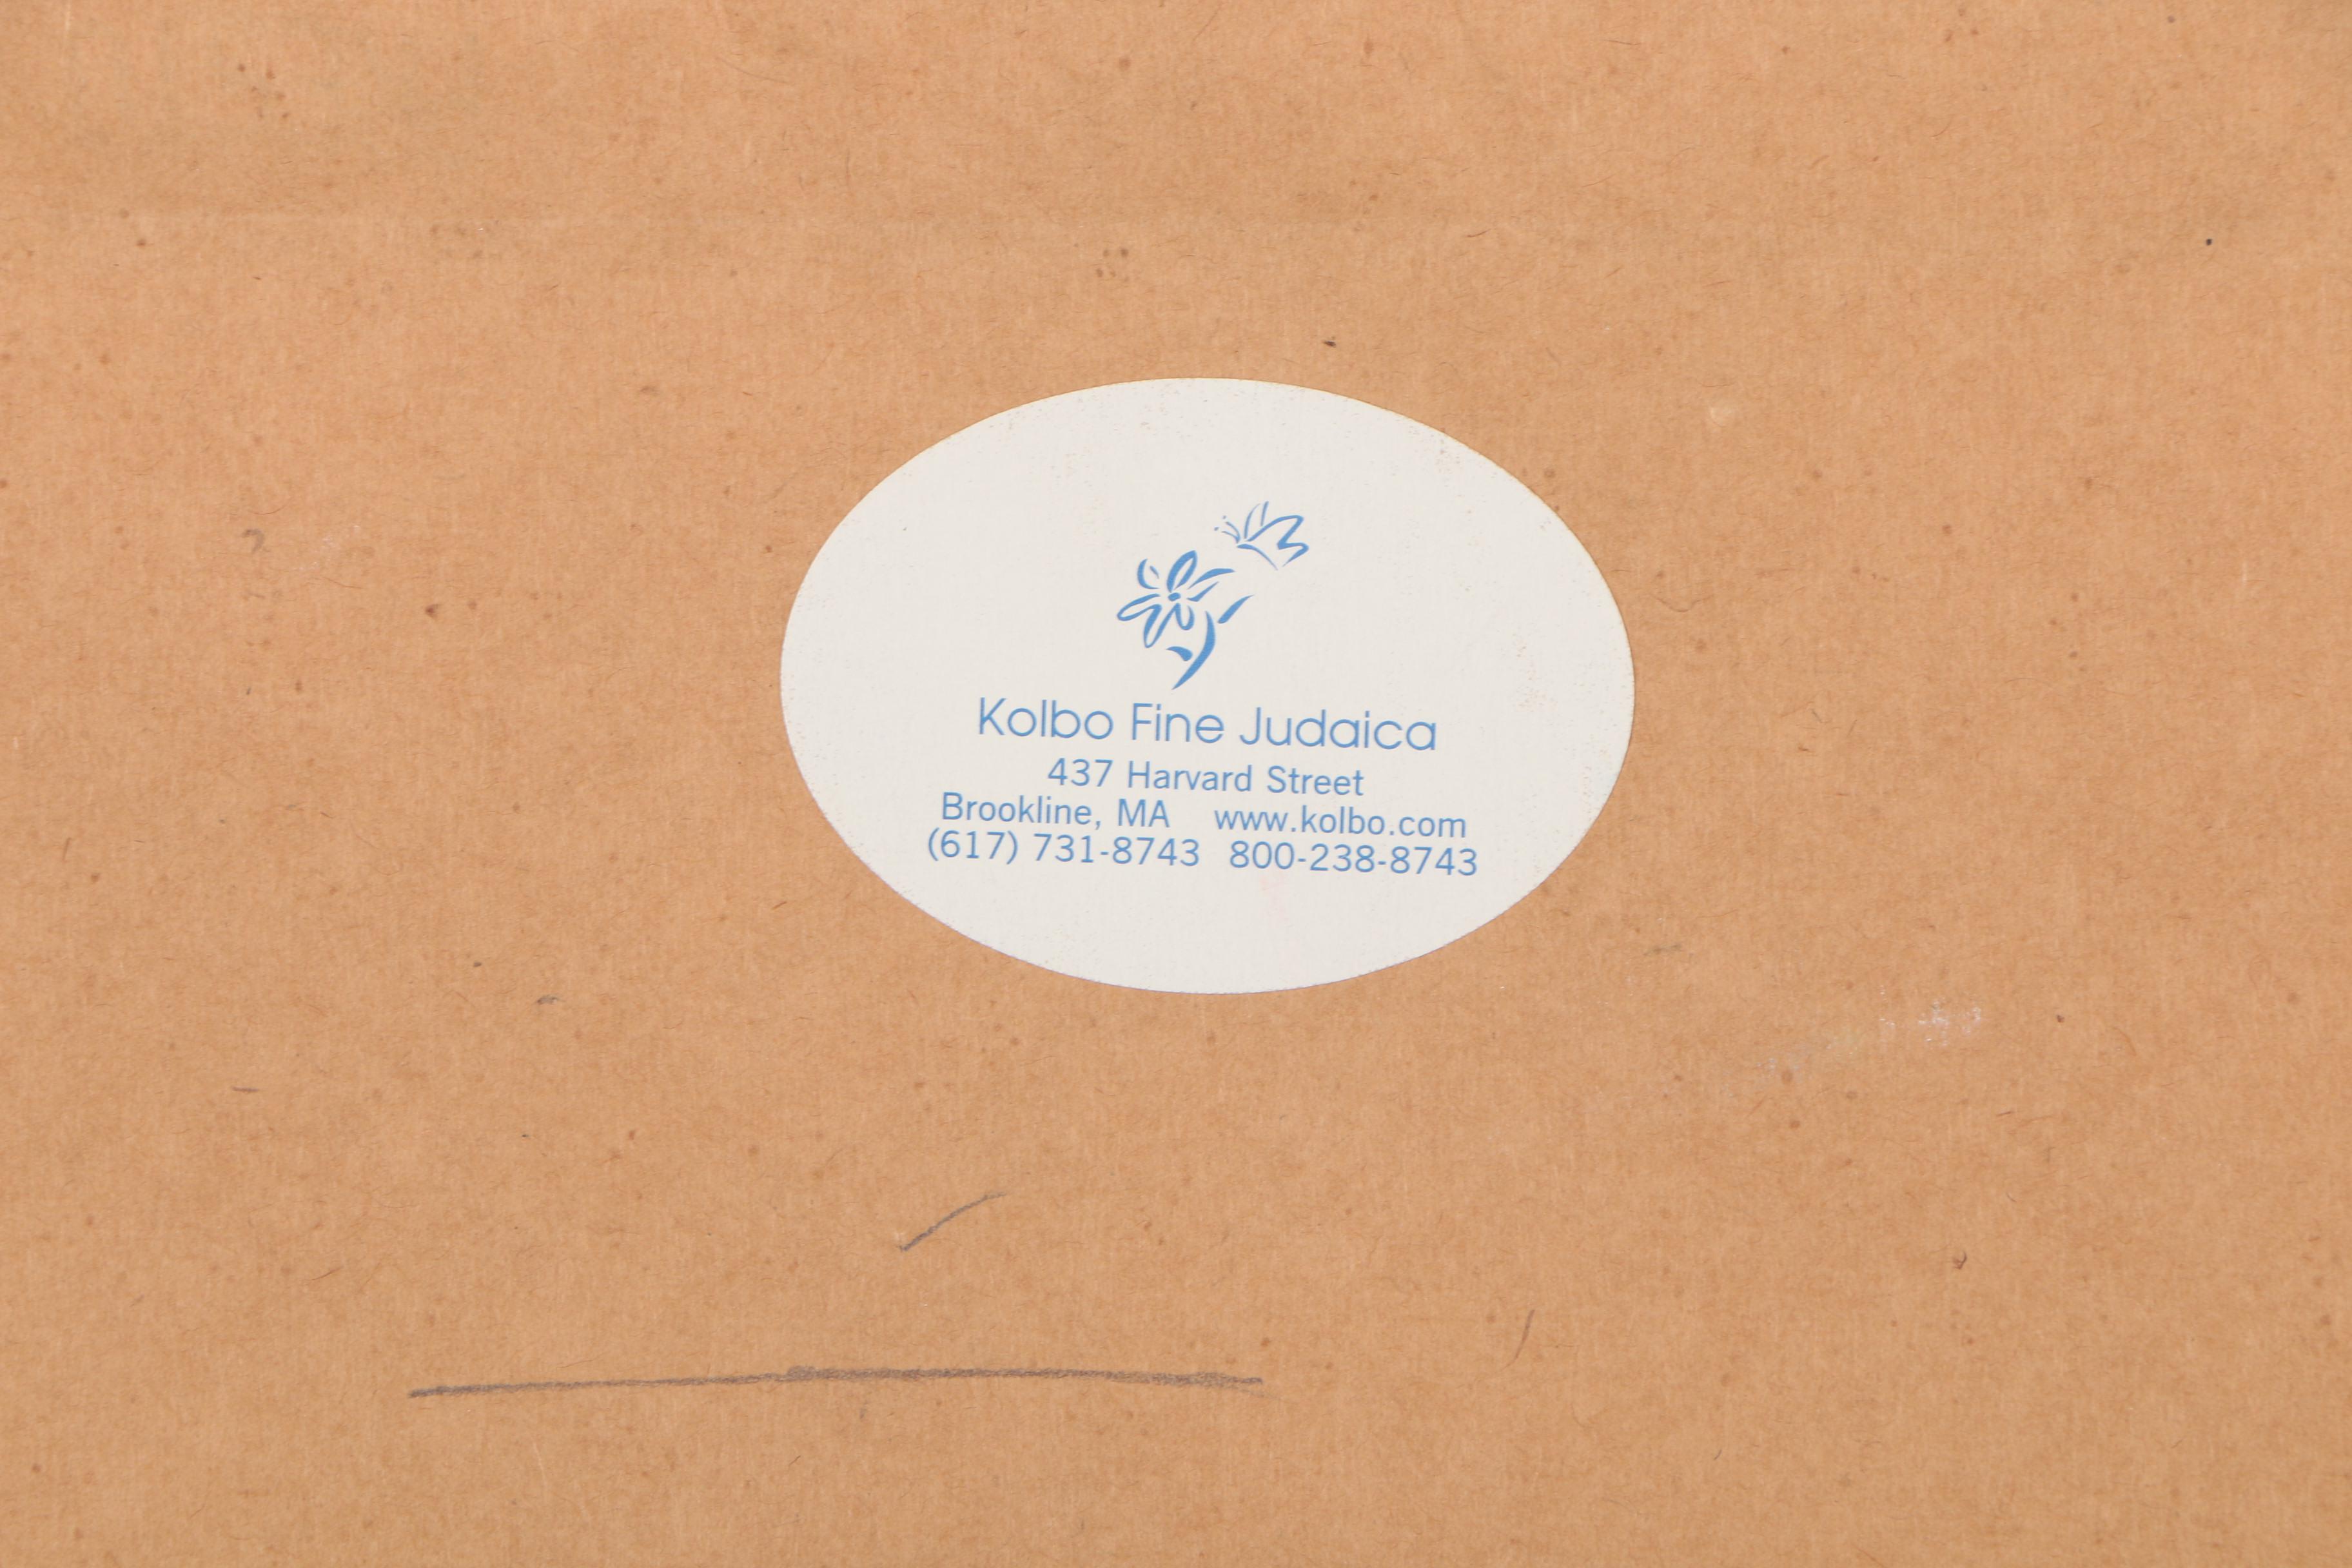 Kolbo Fine Judaica
437 Harvard Street
Brookline, MA www.kolbo.com
(617) 731-8743 800-238-8743